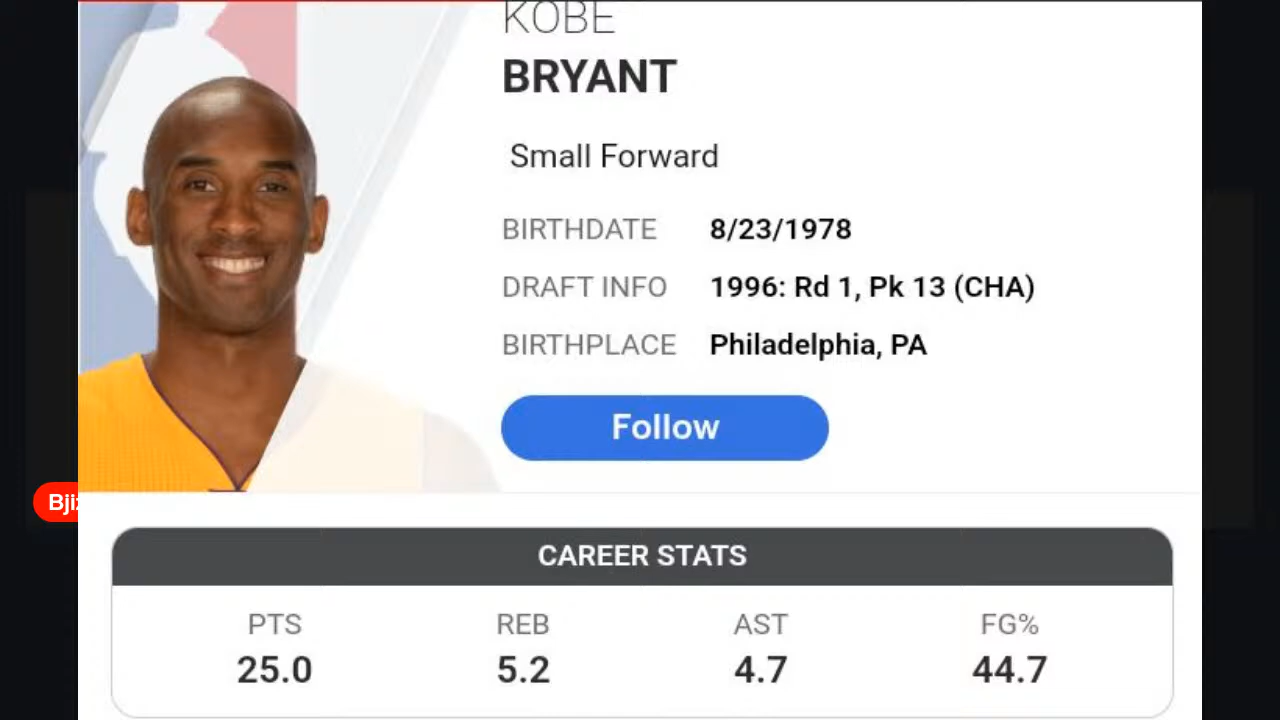 KOBE
BRYANT
Small Forward
BIRTHDATE 8/23/1978
DRAFT INFO 1996: Rd 1, Pk 13 (CHA)
BIRTHPLACE Philadelphia, PA
Follow
CAREER STATS
PTS REB AST FG%
25.0 5.2 4.7 44.7